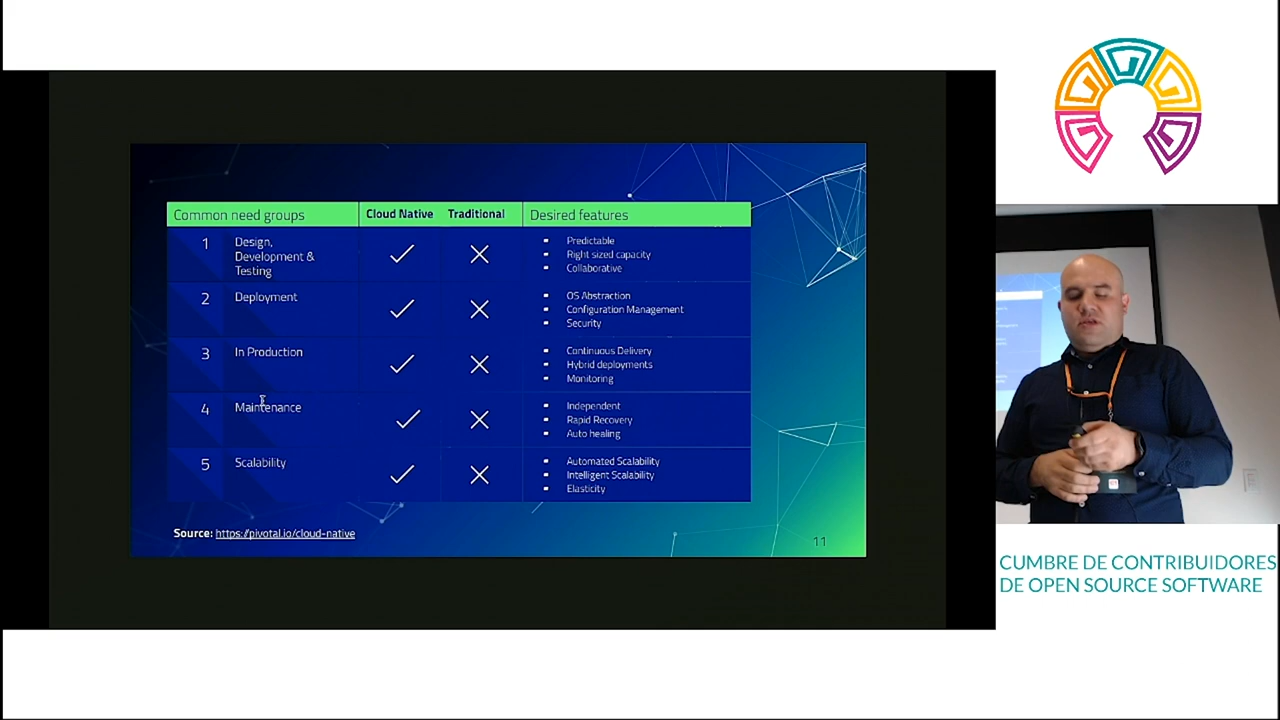 Common need groups Cloud Native Traditional Desired features
1 Design, Development & Testing
Predictable
Right sized capacity
Collaborative
2 Deployment
OS Abstraction
Configuration Management
Security
3 In Production
Continuous Delivery
Hybrid deployments
Monitoring
4 Maintenance
Independent
Rapid Recovery
Auto healing
5 Scalability
Automated Scalability
Intelligent Scalability
Elasticity
Source: https://pivotal.io/cloud-native
11
CUMBRE DE CONTRIBUIDORES
DE OPEN SOURCE SOFTWARE